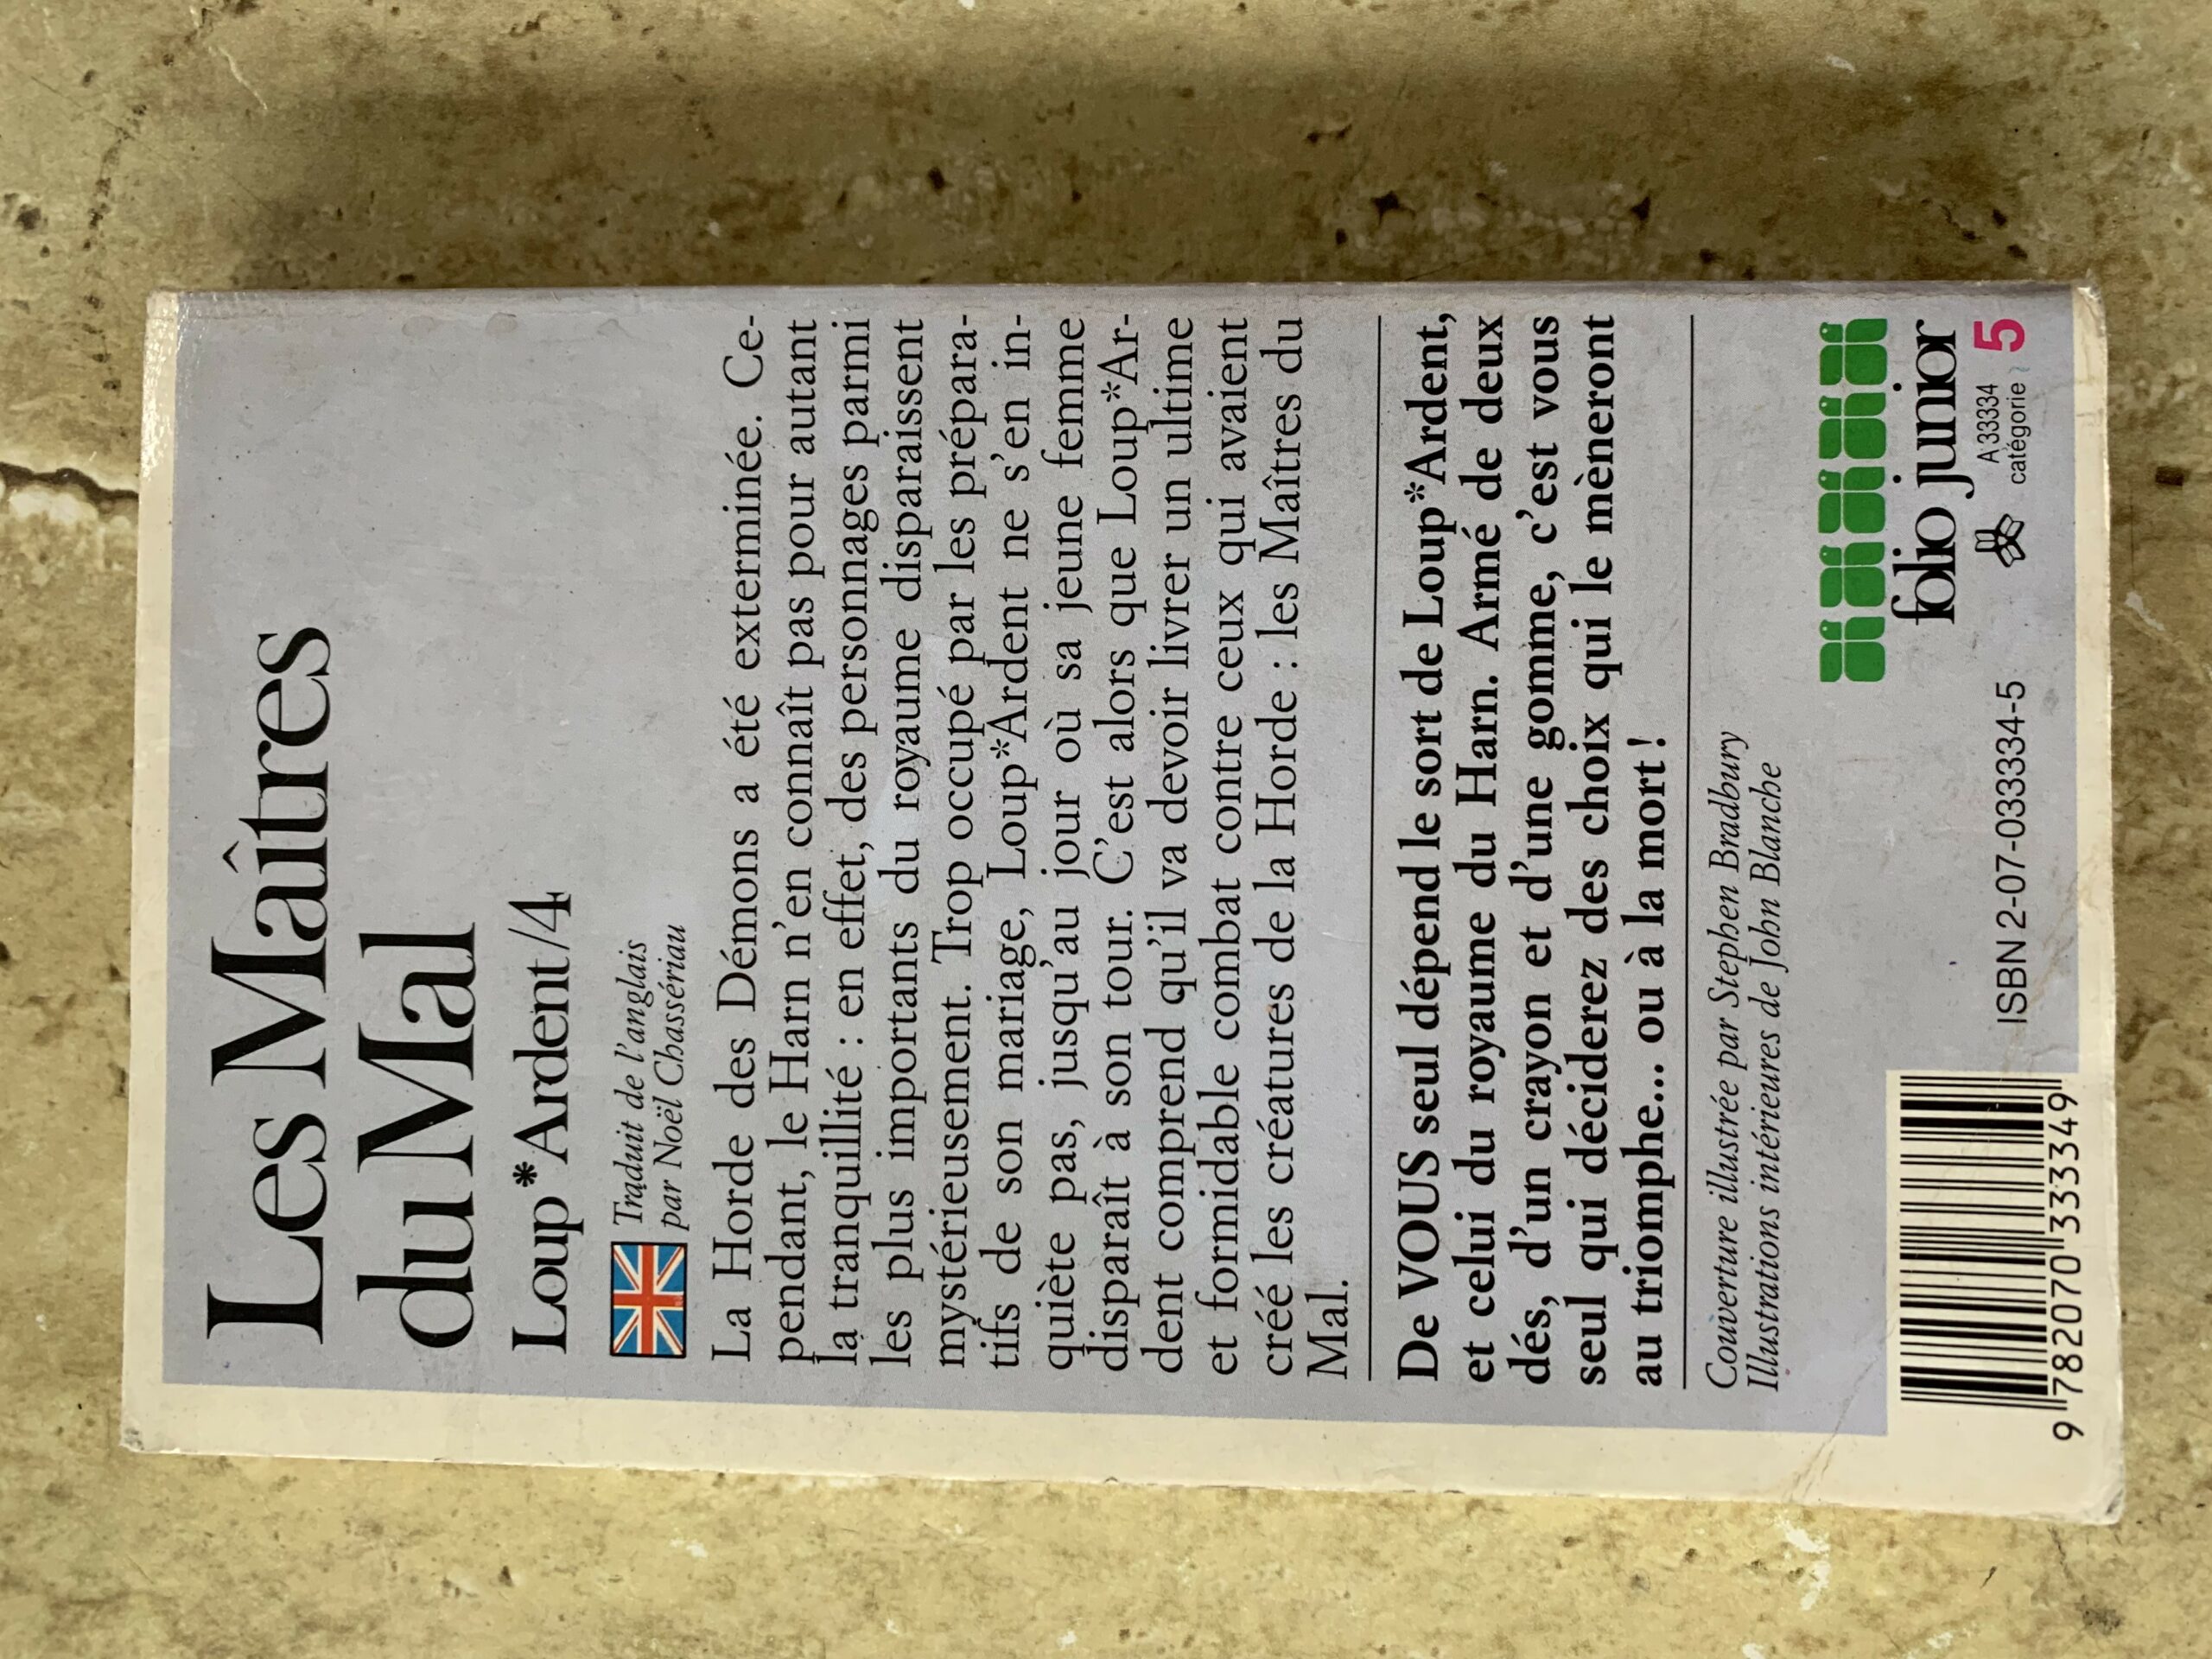 Les Maîtres
du Mal
Loup*Ardent/4
Traduit de l'anglais
par Noël Chassériau
La Horde des Démons a été exterminée. Ce-
pendant, le Harn n'en connaît pas pour autant
la tranquillité : en effet, des personnages parmi
les plus importants du royaume disparaissent
mystérieusement. Trop occupé par les prépara-
tifs de son mariage, Loup*Ardent ne s'en in-
quiète pas, jusqu'au jour où sa jeune femme
disparaît à son tour. C'est alors que Loup*Ar-
dent comprend qu'il va devoir livrer un ultime
et formidable combat contre ceux qui avaient
créé les créatures de la Horde : les Maîtres du
Mal.
De VOUS seul dépend le sort de Loup*Ardent,
et celui du royaume du Harn. Armé de deux
dés, d'un crayon et d'une gomme, c'est vous
seul qui déciderez des choix qui le mèneront
au triomphe... ou à la mort !
Couverture illustrée par Stephen Bradbury
Illustrations intérieures de John Blanche
folio junior
A 33334
catégorie 5
ISBN 2-07-033334-5
9 782070 333349